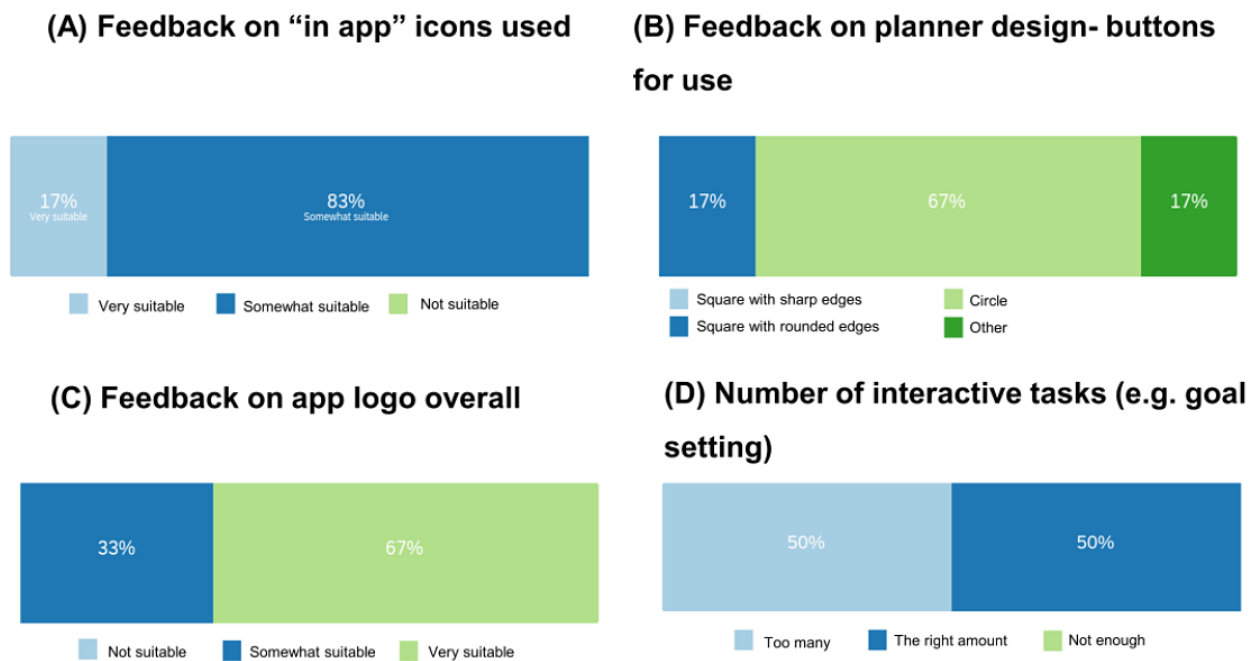 (A) Feedback on “in app” icons used
17%
Very suitable
83%
Somewhat suitable
Very suitable
Somewhat suitable
Not suitable
(B) Feedback on planner design- buttons
for use
17%
67%
17%
Square with sharp edges
Circle
Square with rounded edges
Other
(C) Feedback on app logo overall
33%
67%
Not suitable
Somewhat suitable
Very suitable
(D) Number of interactive tasks (e.g. goal
setting)
50%
50%
Too many
The right amount
Not enough